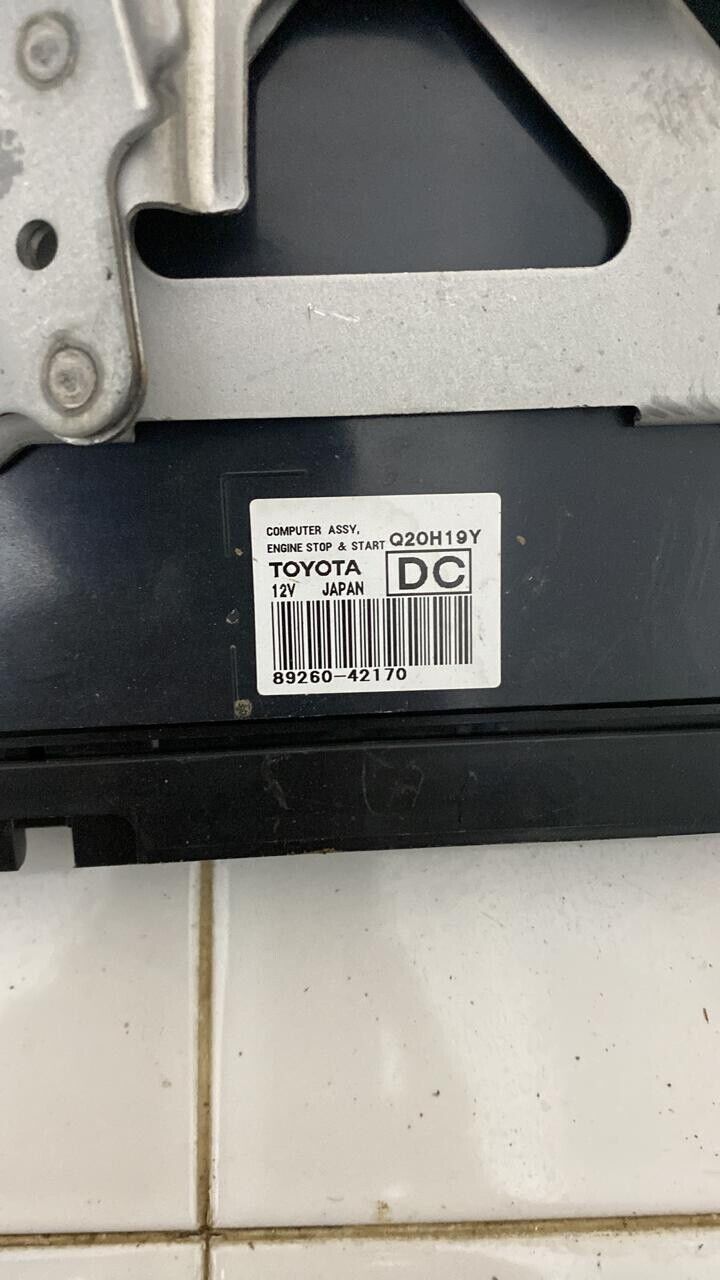 COMPUTER ASSY,
ENGINE STOP & START Q20H19Y
TOYOTA DC
12V JAPAN
89260-42170